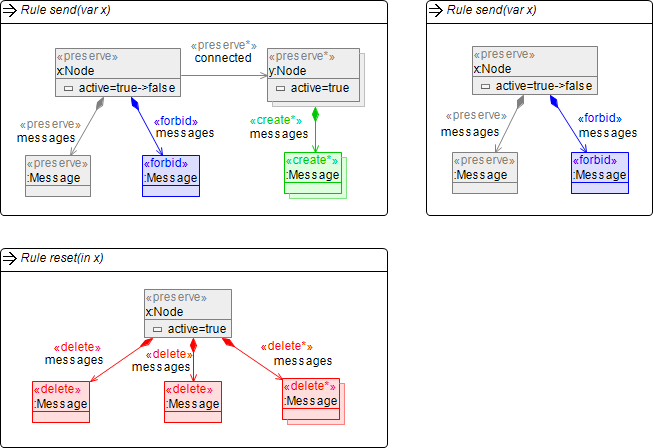 Rule send(var x)
«preserve»
x:Node
active=true->false
«preserve*»
connected
«preserve*»
y:Node
active=true
«preserve»
messages
«forbid»
messages
«create*»
messages
«preserve»
:Message
«forbid»
:Message
«create*»
:Message
Rule send(var x)
«preserve»
x:Node
active=true->false
«preserve»
messages
«forbid»
messages
«preserve»
:Message
«forbid»
:Message
Rule reset(in x)
«preserve»
x:Node
active=true
«delete»
messages
«delete»
messages
«delete*»
messages
«delete»
:Message
«delete»
:Message
«delete*»
:Message